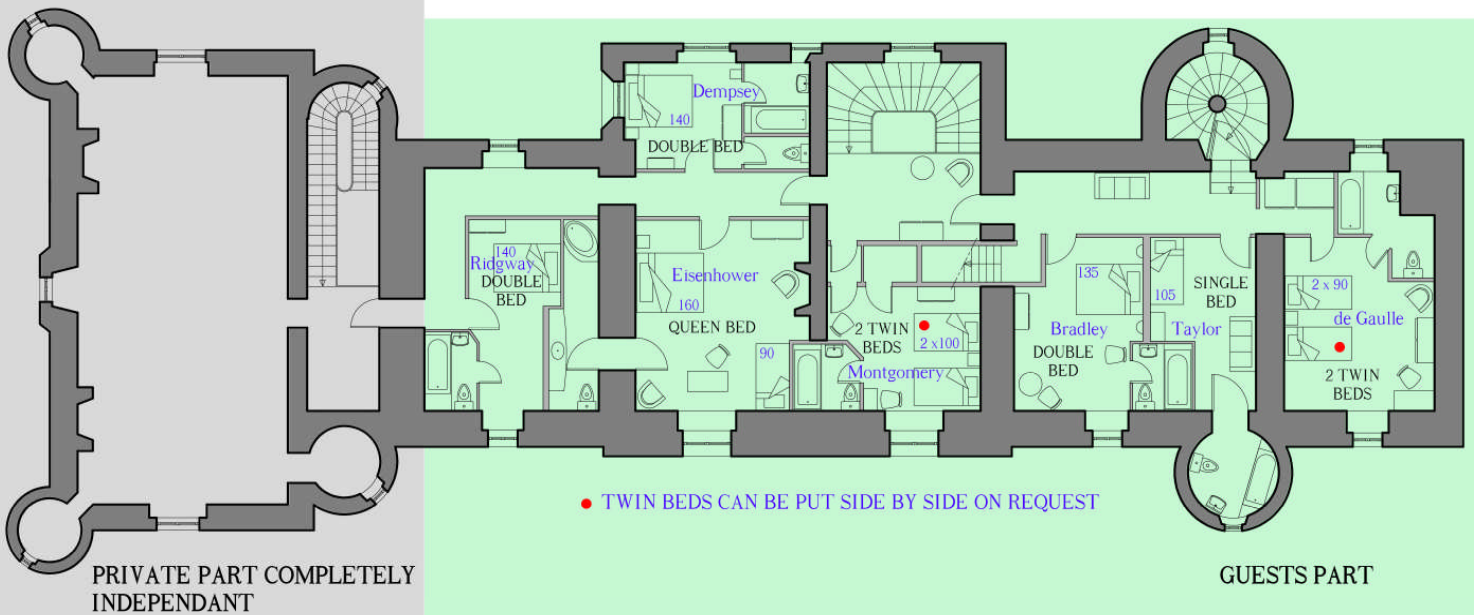 Dempsey
140
DOUBLE BED
140
Ridgway
DOUBLE
BED
Eisenhower
160
QUEEN BED
90
2 TWIN
BEDS
2 x100
Montgomery
135
Bradley
DOUBLE
BED
105
SINGLE
BED
Taylor
2 x 90
de Gaulle
2 TWIN
BEDS
TWIN BEDS CAN BE PUT SIDE BY SIDE ON REQUEST
PRIVATE PART COMPLETELY
INDEPENDANT
GUESTS PART